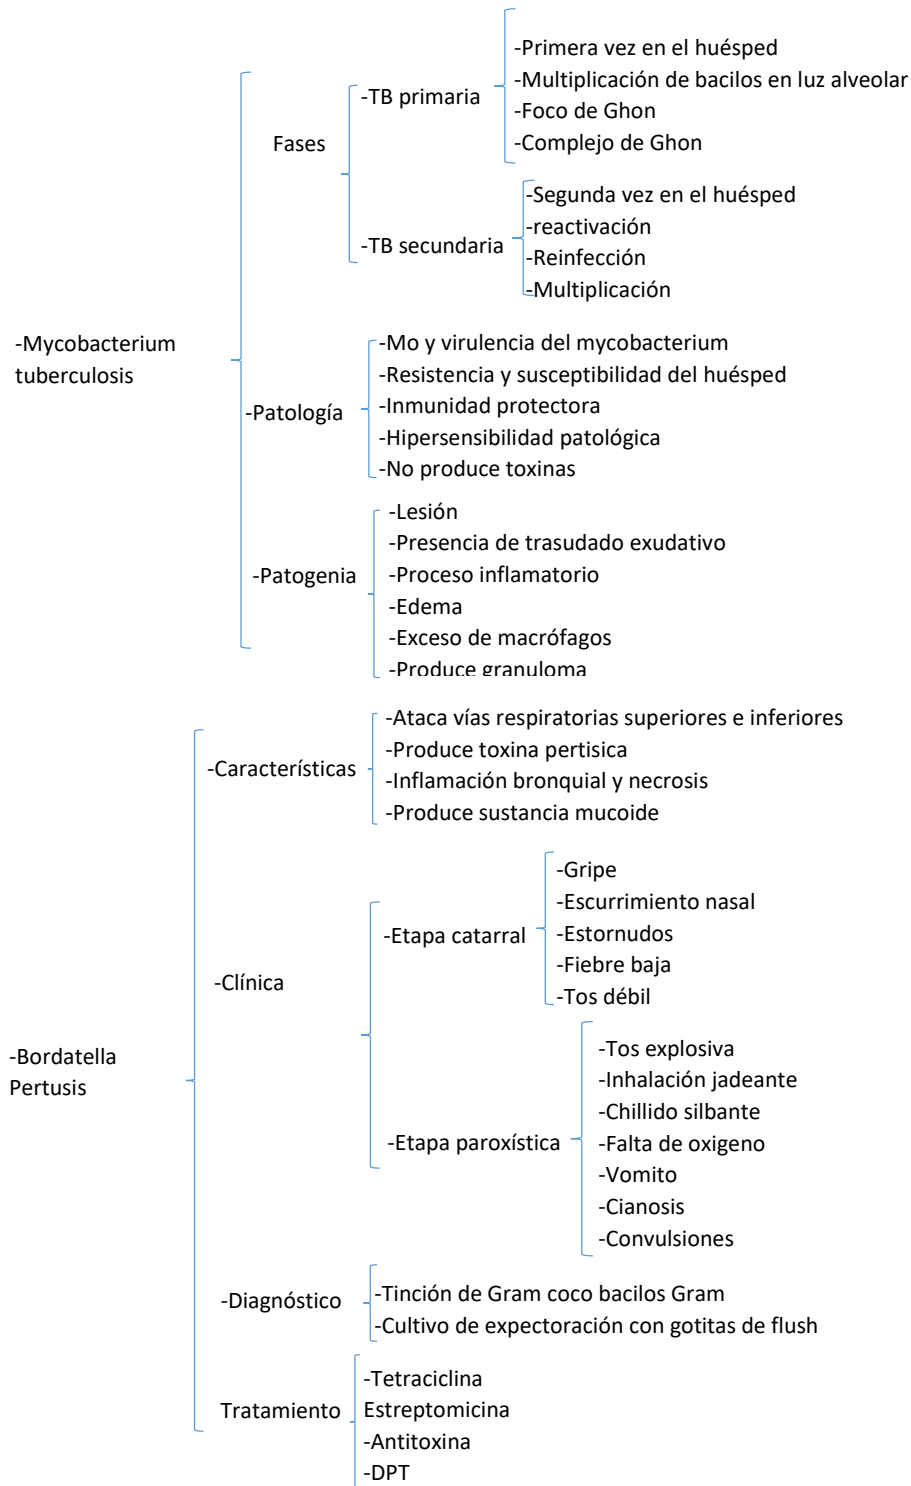 -Mycobacterium
tuberculosis
Fases
-TB primaria
-Primera vez en el huésped
-Multiplicación de bacilos en luz alveolar
-Foco de Ghon
-Complejo de Ghon
-TB secundaria
-Segunda vez en el huésped
-reactivación
-Reinfección
-Multiplicación
-Patología
-Mo y virulencia del mycobacterium
-Resistencia y susceptibilidad del huésped
-Inmunidad protectora
-Hipersensibilidad patológica
-No produce toxinas
-Patogenia
-Lesión
-Presencia de trasudado exudativo
-Proceso inflamatorio
-Edema
-Exceso de macrófagos
-Produce granuloma
-Bordatella
Pertusis
-Características
-Ataca vías respiratorias superiores e inferiores
-Produce toxina pertisica
-Inflamación bronquial y necrosis
-Produce sustancia mucoide
-Clínica
-Etapa catarral
-Gripe
-Escurrimiento nasal
-Estornudos
-Fiebre baja
-Tos débil
-Etapa paroxística
-Tos explosiva
-Inhalación jadeante
-Chillido silbante
-Falta de oxigeno
-Vomito
-Cianosis
-Convulsiones
-Diagnóstico
-Tinción de Gram coco bacilos Gram
-Cultivo de expectoración con gotitas de flush
Tratamiento
-Tetraciclina
Estreptomicina
-Antitoxina
-DPT